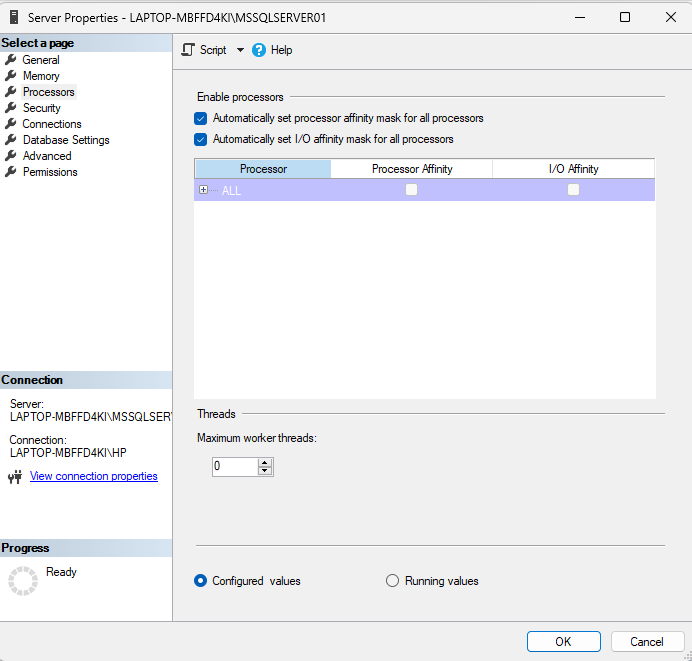 Server Properties - LAPTOP-MBFFD4KI\MSSQLSERVER01
Select a page
General
Memory
Processors
Security
Connections
Database Settings
Advanced
Permissions
Connection
Server:
LAPTOP-MBFFD4KI\MSSQLSER
Connection:
LAPTOP-MBFFD4KI\HP
View connection properties
Progress
Ready
Script Help
Enable processors
Automatically set processor affinity mask for all processors
Automatically set I/O affinity mask for all processors
Processor Processor Affinity I/O Affinity
ALL
Threads
Maximum worker threads:
0
Configured values Running values
OK Cancel